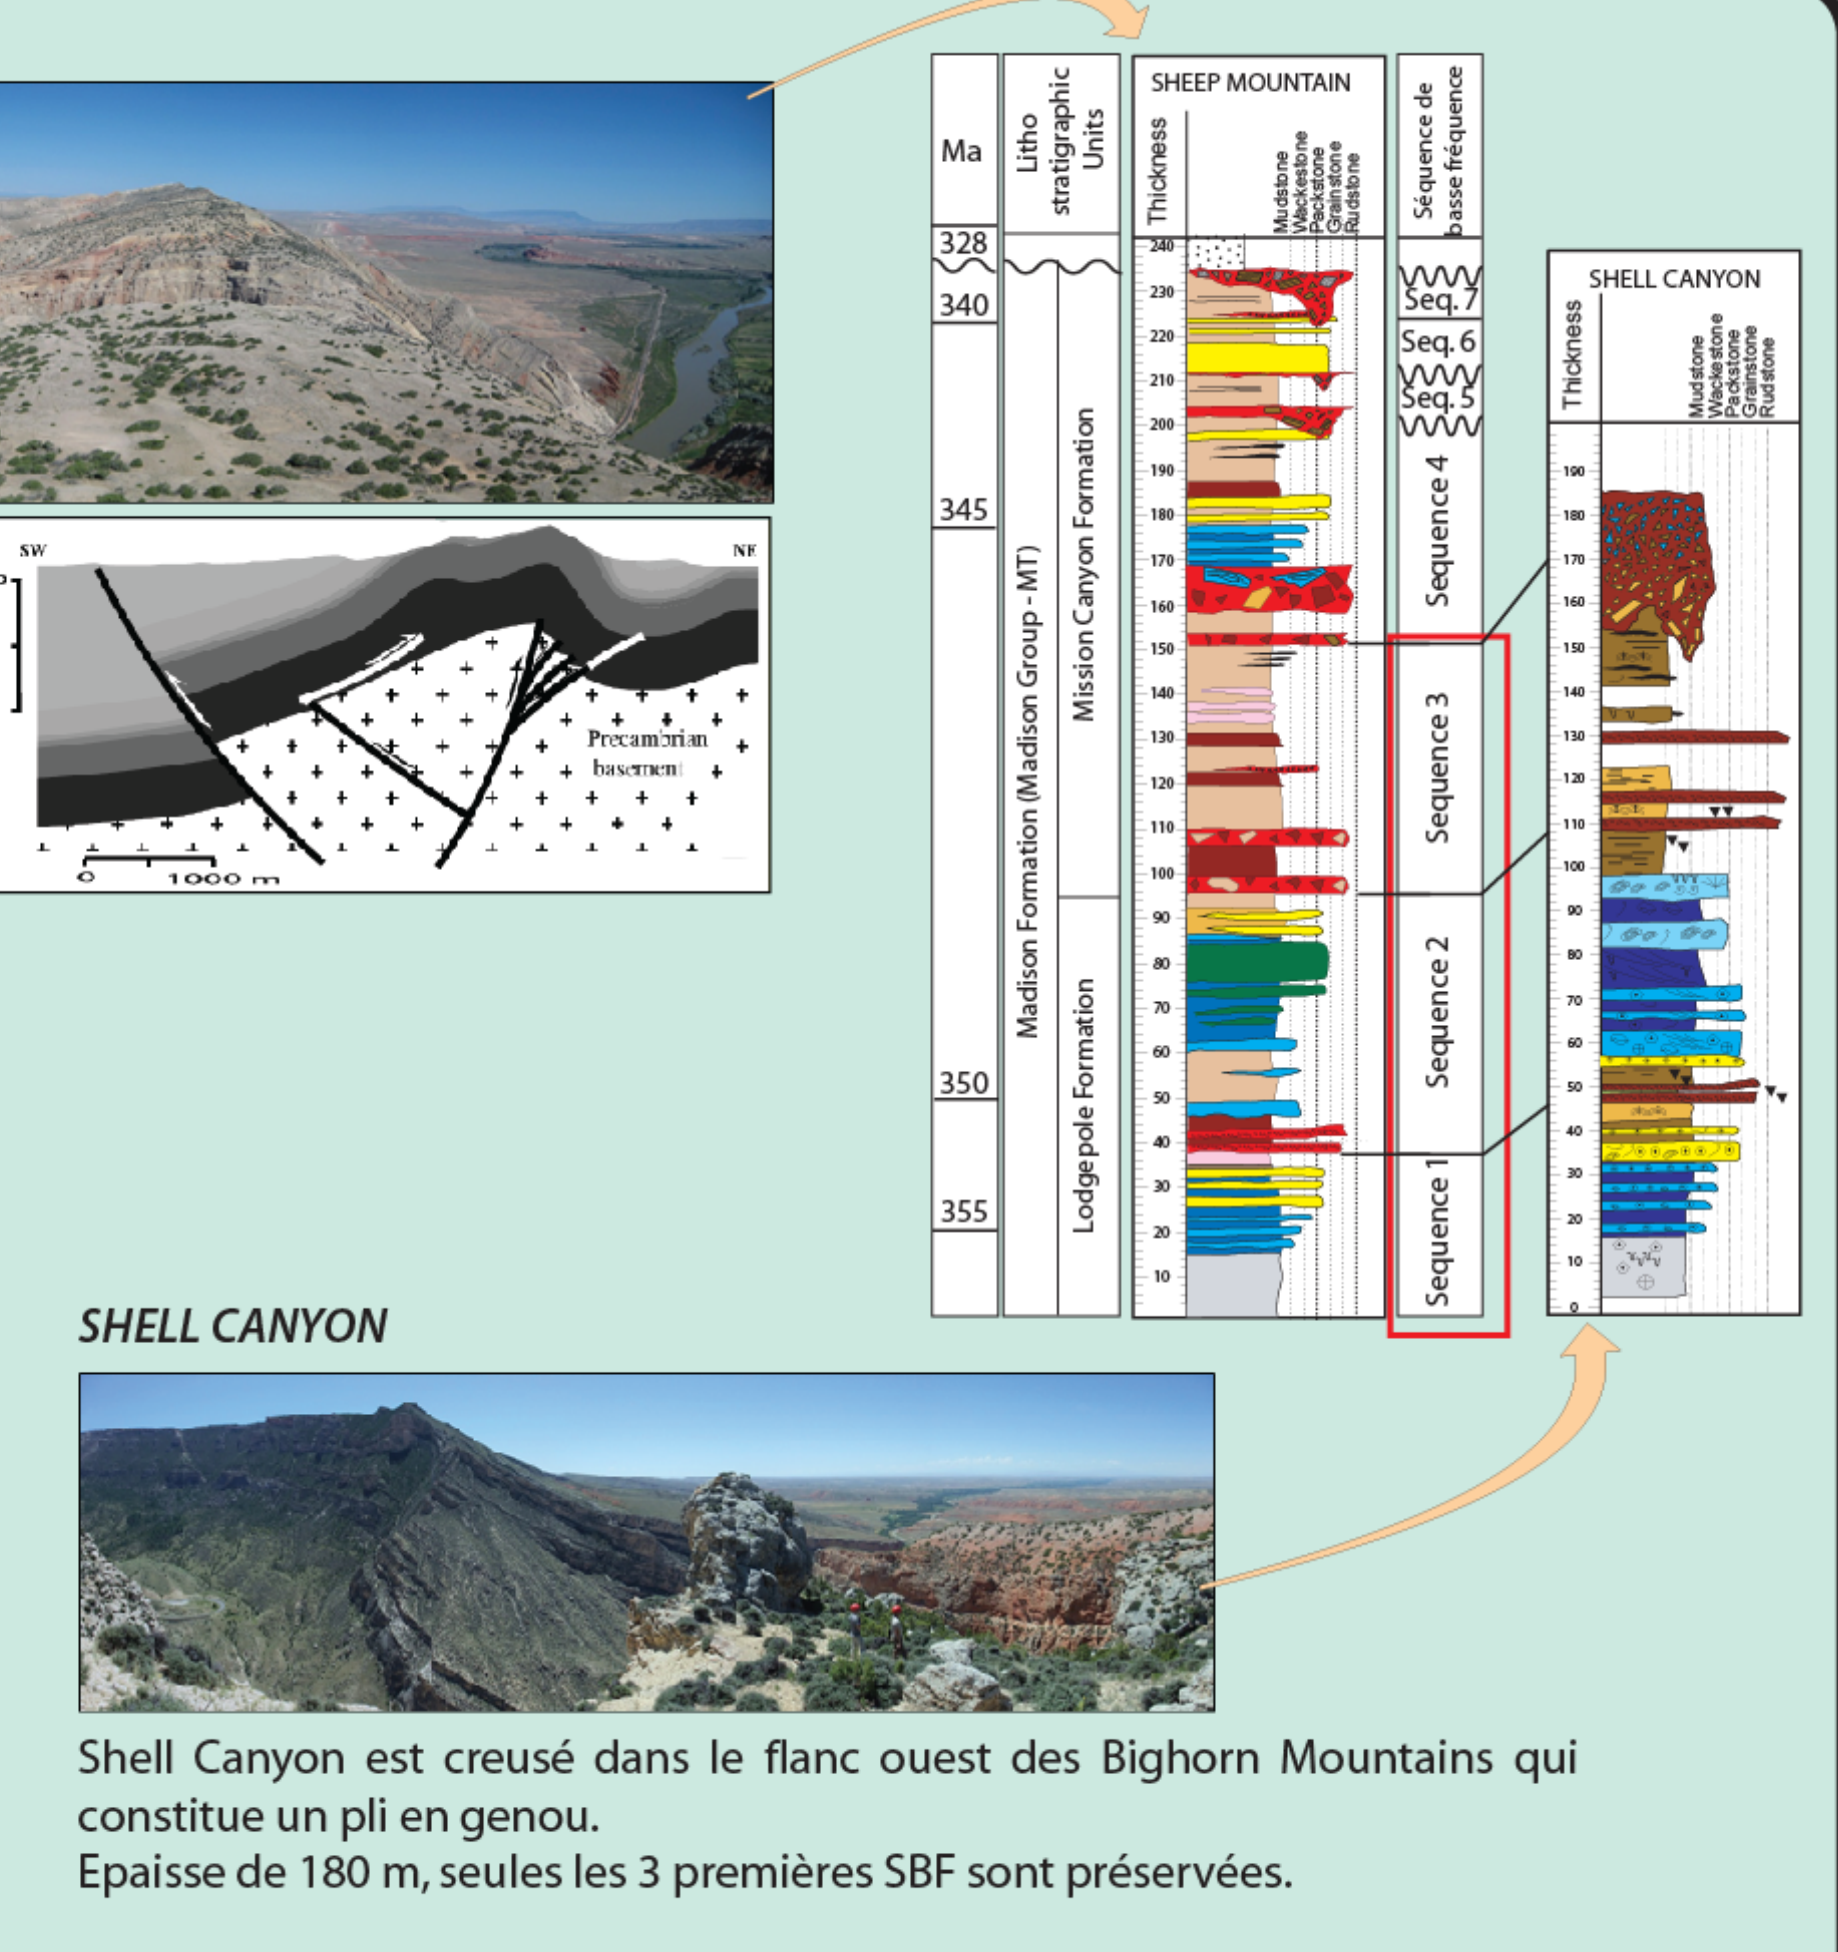 SW
NE
Precambrian
basement
0
1000 m
Ma
Litho
stratigraphic
Units
SHEEP MOUNTAIN
Thickness
Mudstone
Wackestone
Packstone
Grainstone
Rudstone
Séquence de
basse fréquence
328
340
345
350
355
Madison Formation (Madison Group - MT)
Mission Canyon Formation
Lodgepole Formation
240
230
220
210
200
190
180
170
160
150
140
130
120
110
100
90
80
70
60
50
40
30
20
10
Seq. 7
Seq. 6
Seq. 5
Sequence 4
Sequence 3
Sequence 2
Sequence 1
SHELL CANYON
Thickness
Mudstone
Wackestone
Packstone
Grainstone
Rudstone
190
180
170
160
150
140
130
120
110
100
90
80
70
60
50
40
30
20
10
0
SHELL CANYON
Shell Canyon est creusé dans le flanc ouest des Bighorn Mountains qui
constitue un pli en genou.
Epaisse de 180 m, seules les 3 premières SBF sont préservées.